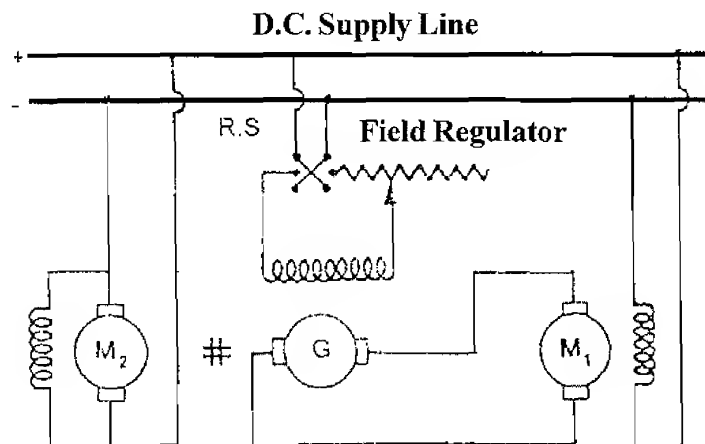 D.C. Supply Line
+
-
R.S
Field Regulator
M₂
G
M₁